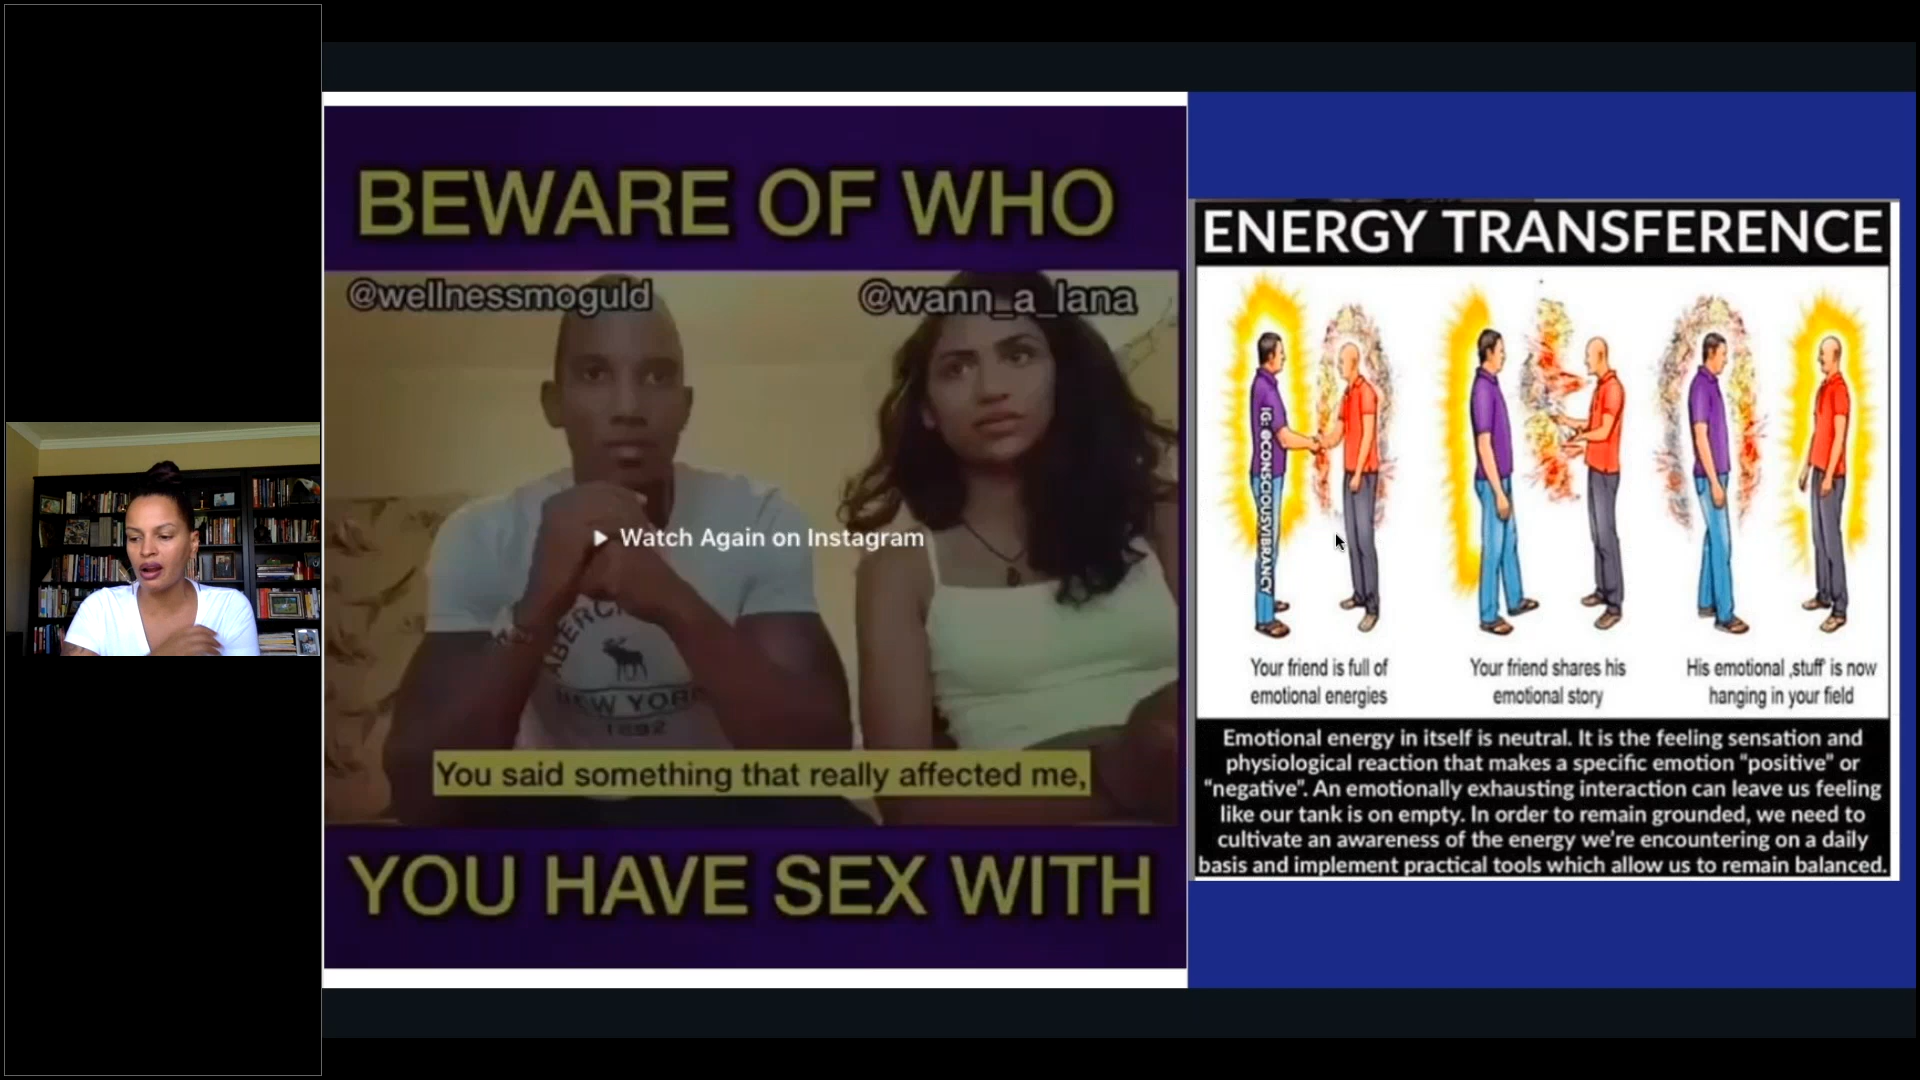 BEWARE OF WHO
@wellnessmoguld
@wann_a_lana
Watch Again on Instagram
ABERC
NEW YORK
1892
You said something that really affected me,
YOU HAVE SEX WITH
ENERGY TRANSFERENCE
IG: @CONSCIOUSVIBRANCY
Your friend is full of
emotional energies
Your friend shares his
emotional story
His emotional ,stuff' is now
hanging in your field
Emotional energy in itself is neutral. It is the feeling sensation and
physiological reaction that makes a specific emotion “positive” or
“negative”. An emotionally exhausting interaction can leave us feeling
like our tank is on empty. In order to remain grounded, we need to
cultivate an awareness of the energy we’re encountering on a daily
basis and implement practical tools which allow us to remain balanced.